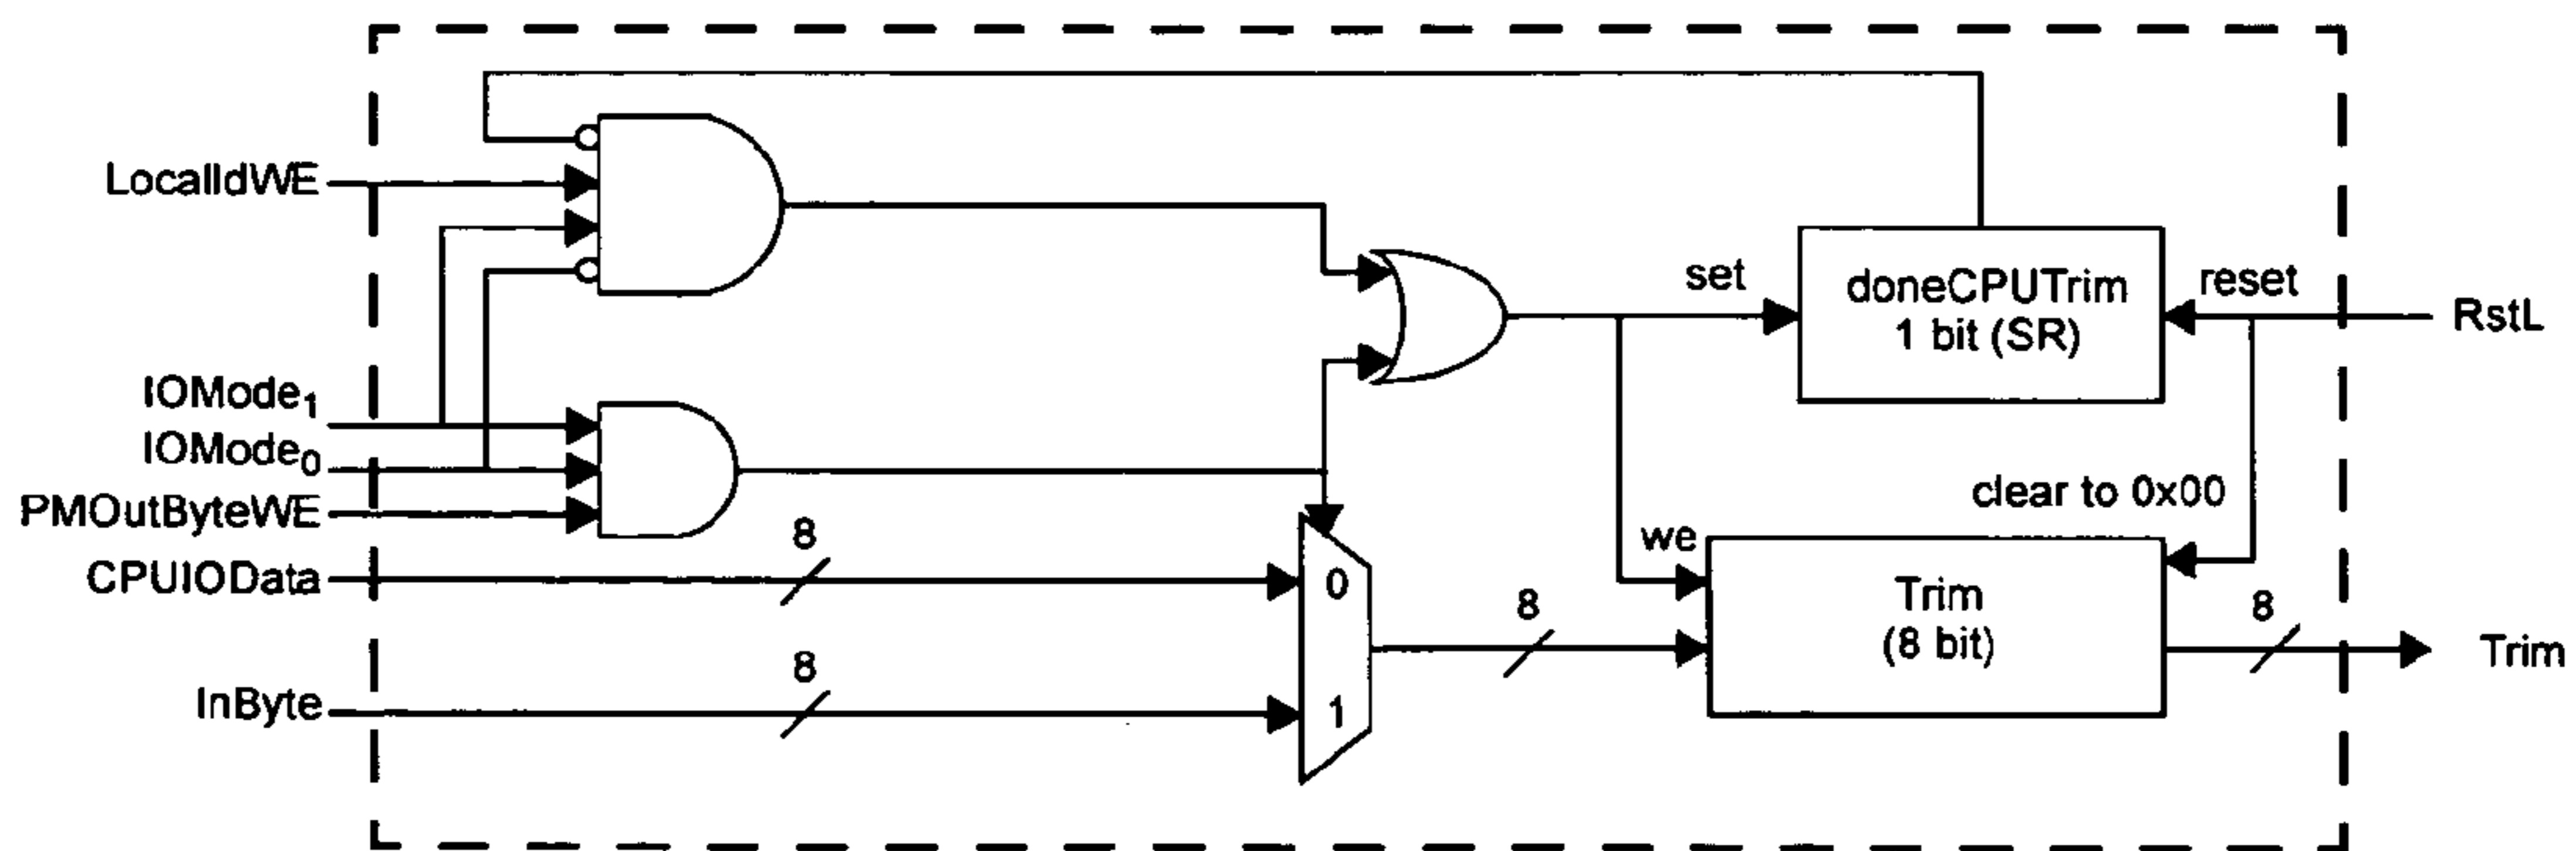 LocalIdWE
IOMode1
IOMode0
PMOutByteWE
CPUIOData
InByte
8
8
0
1
8
set
doneCPUTrim
1 bit (SR)
reset
RstL
clear to 0x00
we
Trim
(8 bit)
8
Trim